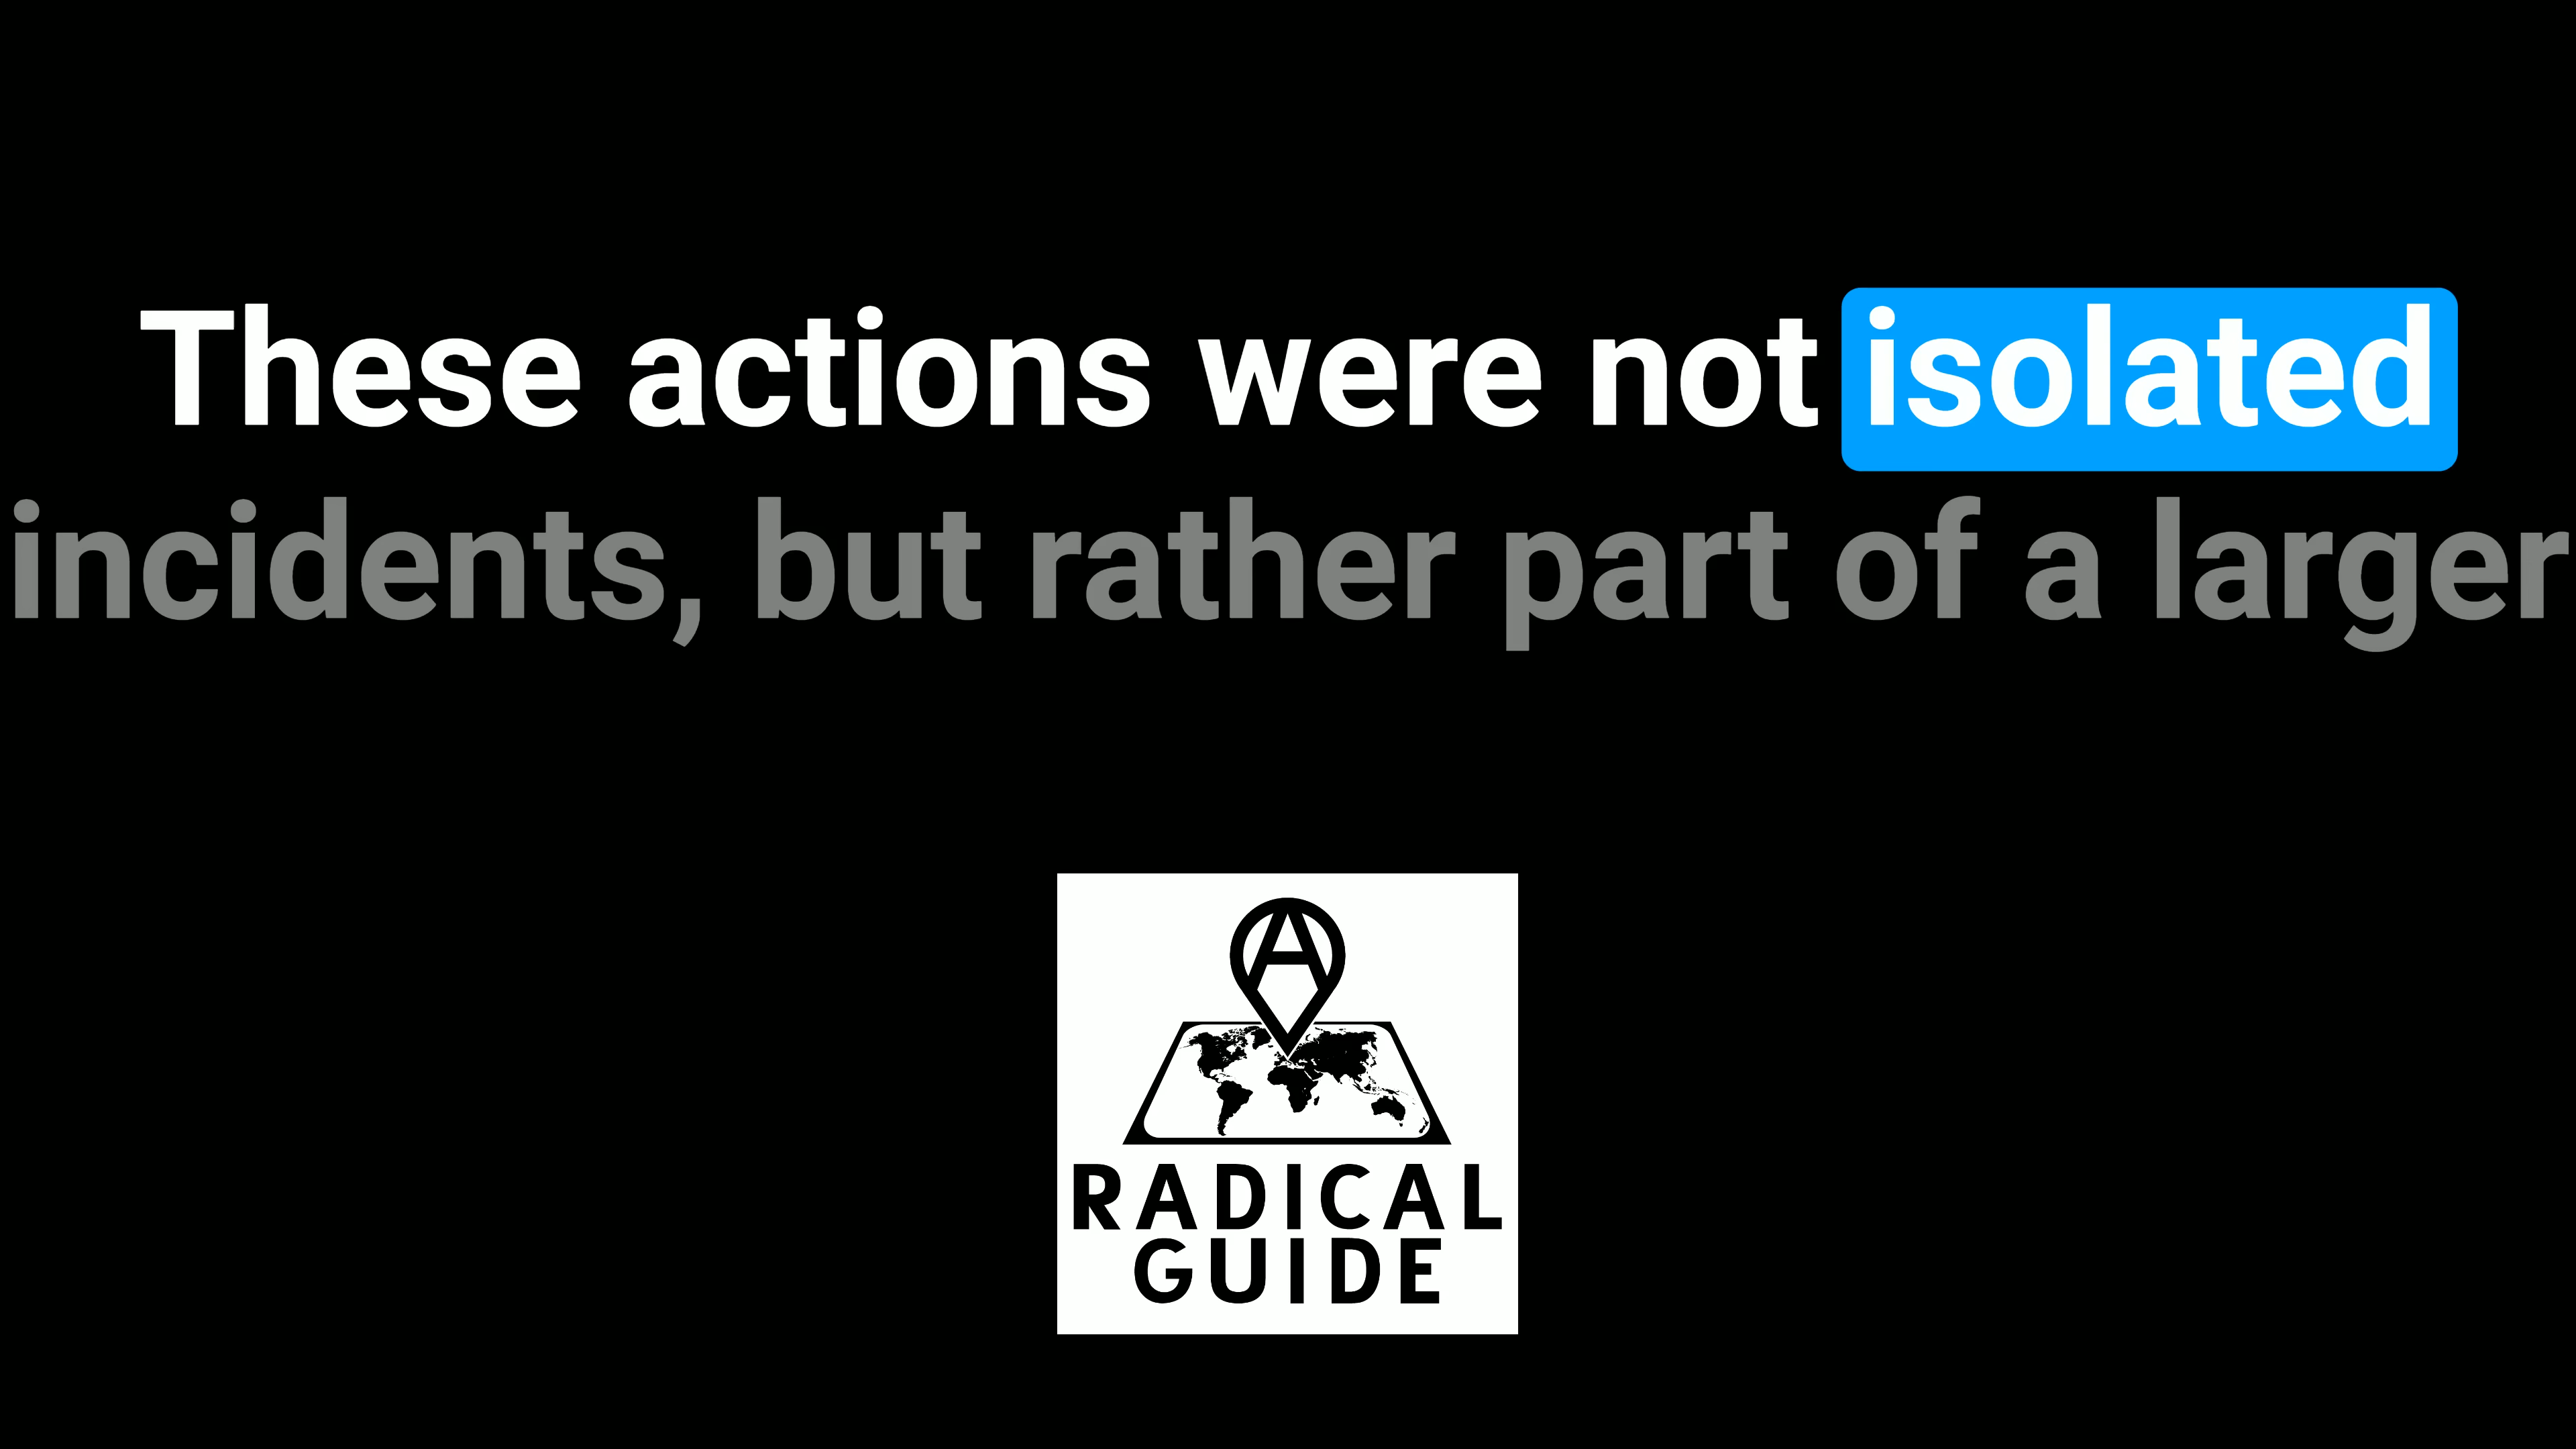 These actions were not isolated
incidents, but rather part of a larger
A
RADICAL
GUIDE